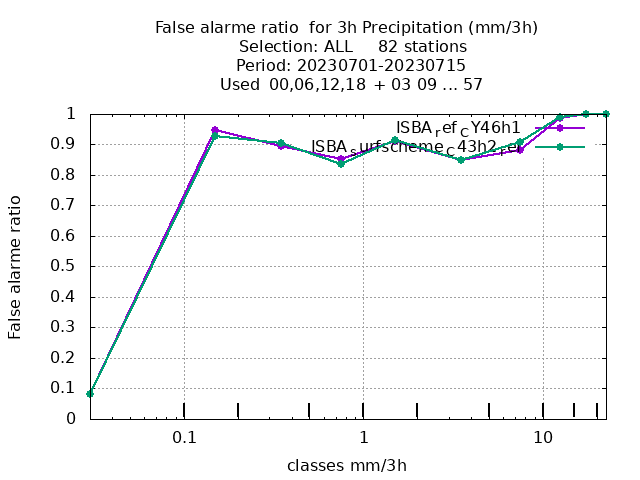 False alarme ratio  for 3h Precipitation (mm/3h)
Selection: ALL     82 stations
Period: 20230701-20230715
Used  00,06,12,18  + 03 09 ... 57
ISBA_ref_CY46h1
ISBA_surfscheme_C43h2_ref
1
0.9
0.8
0.7
0.6
0.5
0.4
0.3
0.2
0.1
0
False alarme ratio
0.1 1 10
classes mm/3h